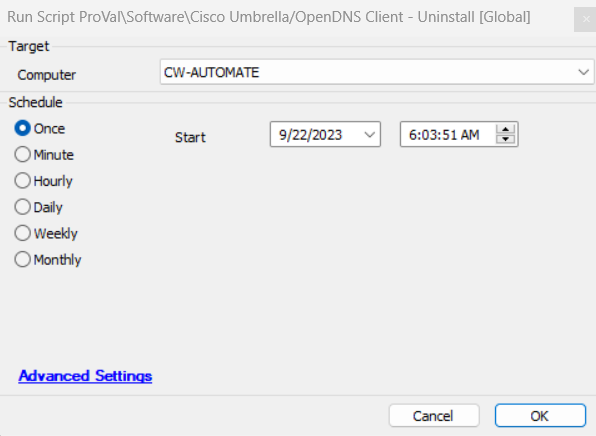 Run Script ProVal\Software\Cisco Umbrella/OpenDNS Client - Uninstall [Global]
Target
Computer CW-AUTOMATE
Schedule
Once
Start 9/22/2023 6:03:51 AM
Minute
Hourly
Daily
Weekly
Monthly
Advanced Settings
Cancel OK